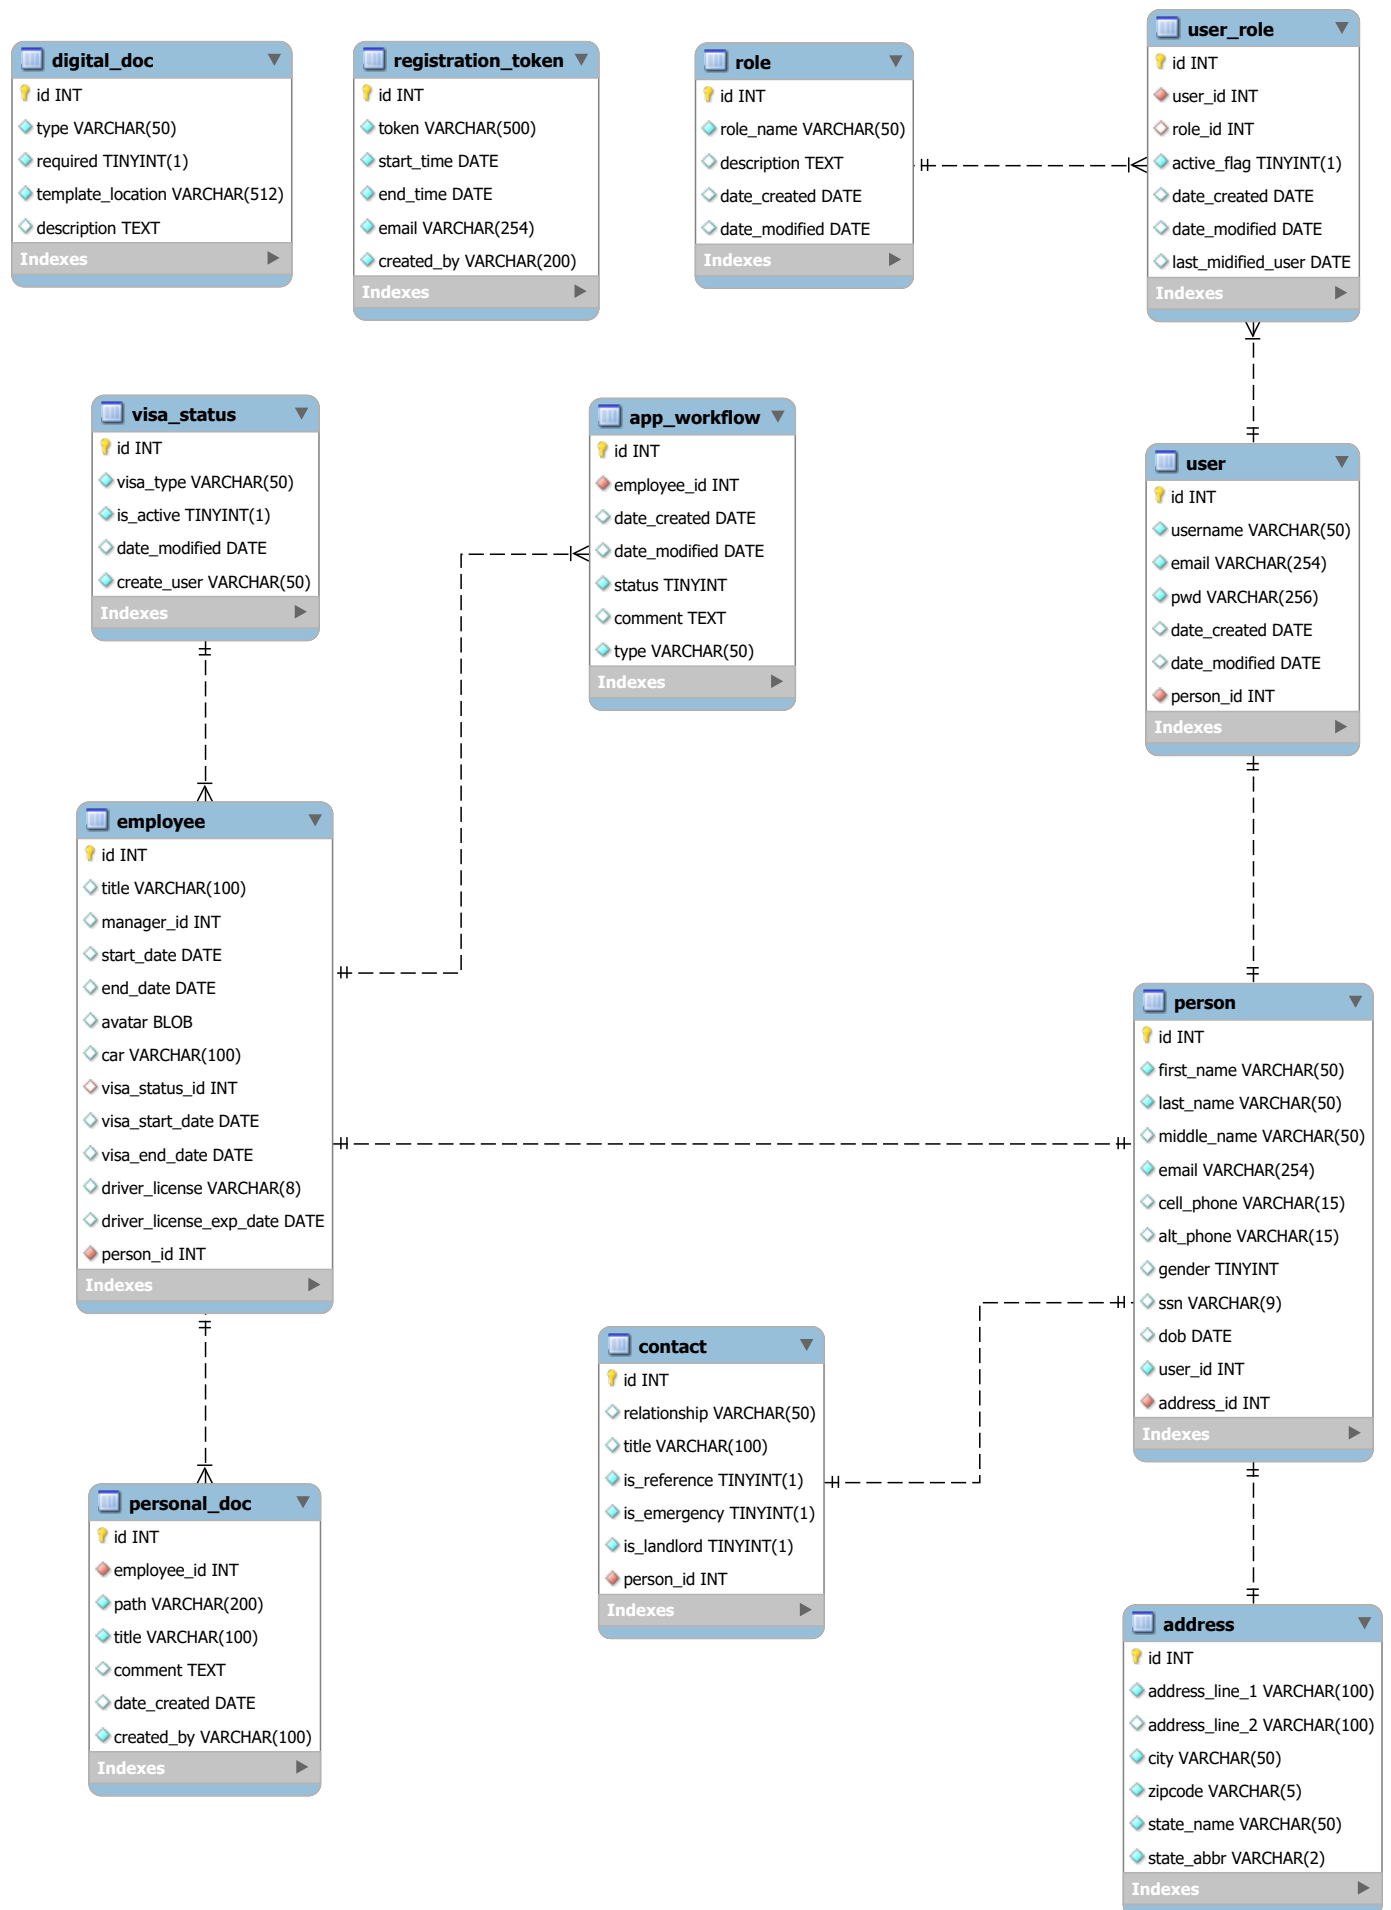 digital_doc
id INT
type VARCHAR(50)
required TINYINT(1)
template_location VARCHAR(512)
description TEXT
Indexes
registration_token
id INT
token VARCHAR(500)
start_time DATE
end_time DATE
email VARCHAR(254)
created_by VARCHAR(200)
Indexes
role
id INT
role_name VARCHAR(50)
description TEXT
date_created DATE
date_modified DATE
Indexes
user_role
id INT
user_id INT
role_id INT
active_flag TINYINT(1)
date_created DATE
date_modified DATE
last_midified_user DATE
Indexes
visa_status
id INT
visa_type VARCHAR(50)
is_active TINYINT(1)
date_modified DATE
create_user VARCHAR(50)
Indexes
app_workflow
id INT
employee_id INT
date_created DATE
date_modified DATE
status TINYINT
comment TEXT
type VARCHAR(50)
Indexes
user
id INT
username VARCHAR(50)
email VARCHAR(254)
pwd VARCHAR(256)
date_created DATE
date_modified DATE
person_id INT
Indexes
employee
id INT
title VARCHAR(100)
manager_id INT
start_date DATE
end_date DATE
avatar BLOB
car VARCHAR(100)
visa_status_id INT
visa_start_date DATE
visa_end_date DATE
driver_license VARCHAR(8)
driver_license_exp_date DATE
person_id INT
Indexes
person
id INT
first_name VARCHAR(50)
last_name VARCHAR(50)
middle_name VARCHAR(50)
email VARCHAR(254)
cell_phone VARCHAR(15)
alt_phone VARCHAR(15)
gender TINYINT
ssn VARCHAR(9)
dob DATE
user_id INT
address_id INT
Indexes
contact
id INT
relationship VARCHAR(50)
title VARCHAR(100)
is_reference TINYINT(1)
is_emergency TINYINT(1)
is_landlord TINYINT(1)
person_id INT
Indexes
personal_doc
id INT
employee_id INT
path VARCHAR(200)
title VARCHAR(100)
comment TEXT
date_created DATE
created_by VARCHAR(100)
Indexes
address
id INT
address_line_1 VARCHAR(100)
address_line_2 VARCHAR(100)
city VARCHAR(50)
zipcode VARCHAR(5)
state_name VARCHAR(50)
state_abbr VARCHAR(2)
Indexes